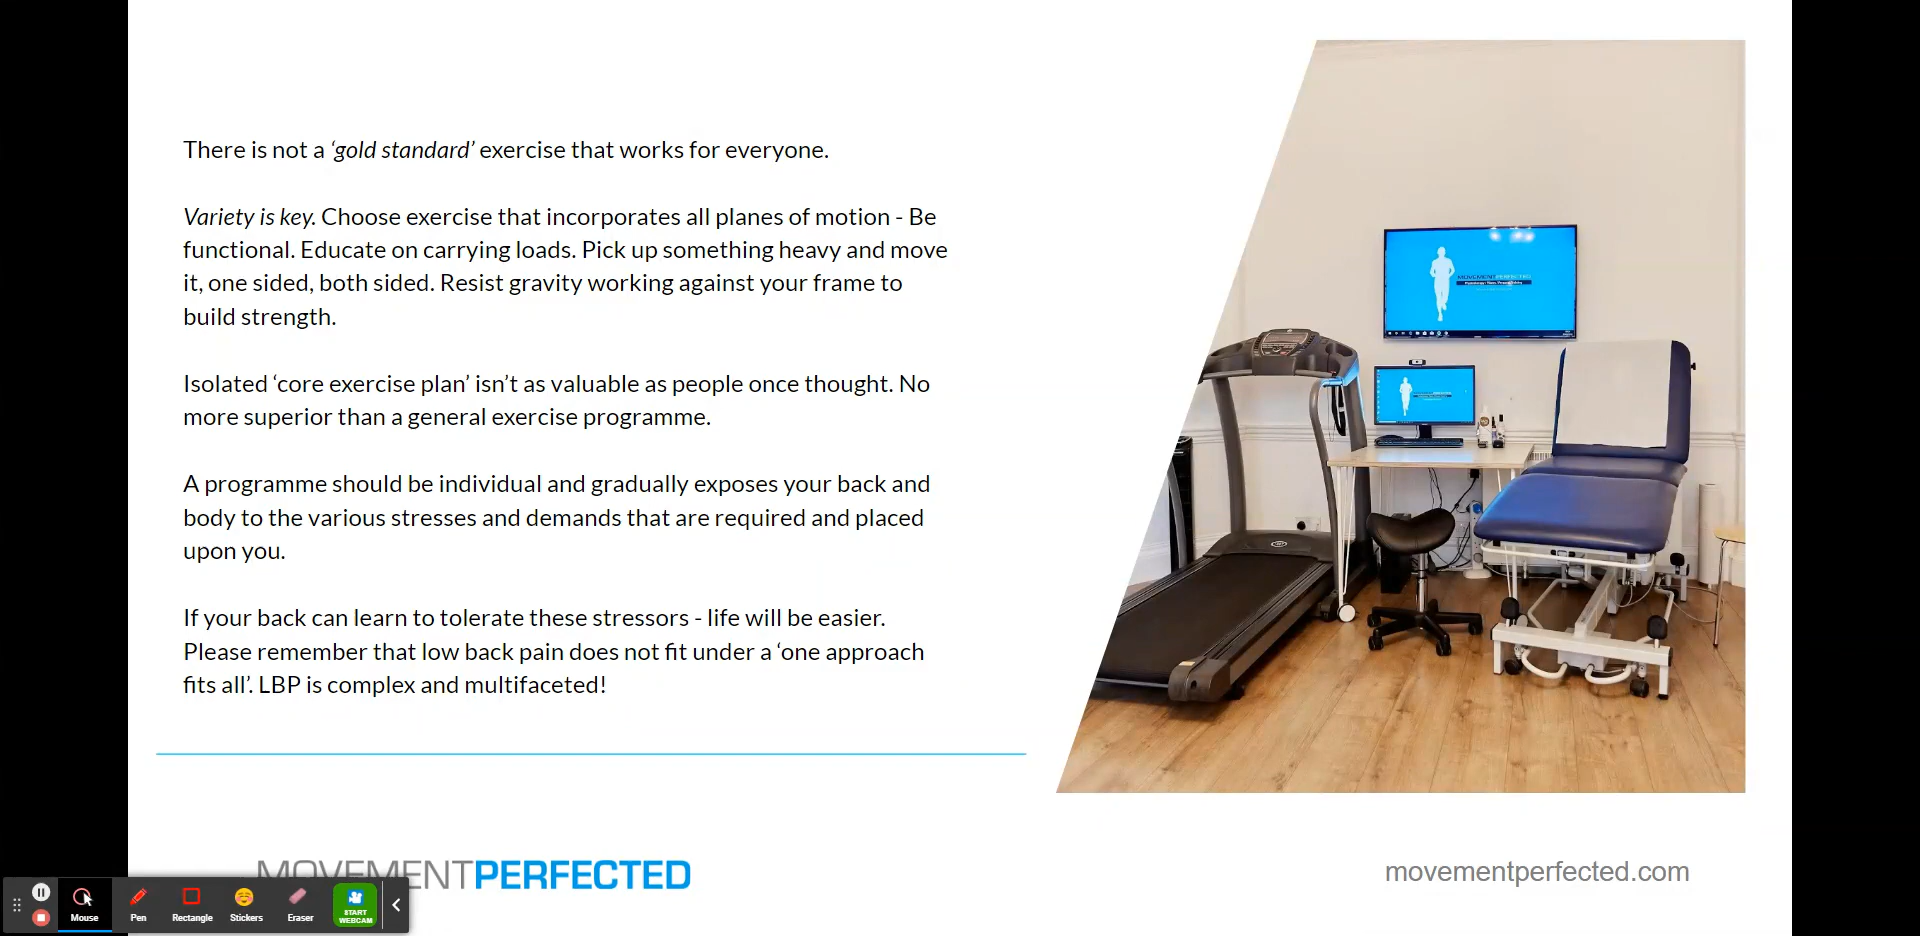 There is not a ‘gold standard’ exercise that works for everyone.
Variety is key. Choose exercise that incorporates all planes of motion - Be
functional. Educate on carrying loads. Pick up something heavy and move
it, one sided, both sided. Resist gravity working against your frame to
build strength.
Isolated ‘core exercise plan’ isn’t as valuable as people once thought. No
more superior than a general exercise programme.
A programme should be individual and gradually exposes your back and
body to the various stresses and demands that are required and placed
upon you.
If your back can learn to tolerate these stressors - life will be easier.
Please remember that low back pain does not fit under a ‘one approach
fits all’. LBP is complex and multifaceted!
MOVEMENTPERFECTED
MOVEMENTPERFECTED
movementperfected.com
Mouse
Pen
Rectangle
Stickers
Eraser
START
WEBCAM